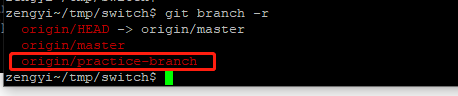 zengyi~/tmp/switch$ git branch -r
origin/HEAD -> origin/master
origin/master
origin/practice-branch
zengyi~/tmp/switch$